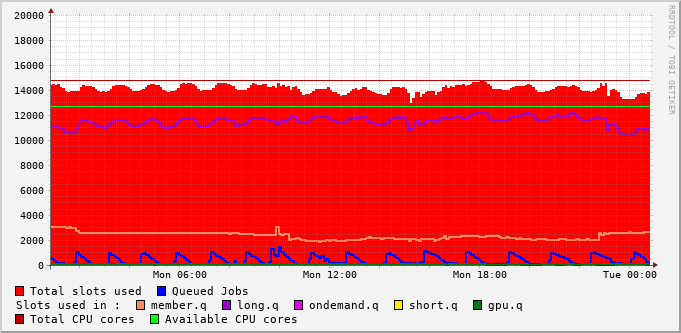 20000
18000
16000
14000
12000
10000
8000
6000
4000
2000
0
Mon 06:00 Mon 12:00 Mon 18:00 Tue 00:00
RRDTOOL / TOBI OETIKER
Total slots used Queued Jobs
Slots used in : member.q long.q ondemand.q short.q gpu.q
Total CPU cores Available CPU cores